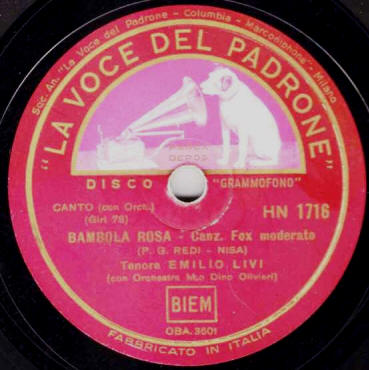 Soc. An. "La Voce del Padrone - Columbia - Marconiphone" - Milano
"LA VOCE DEL PADRONE"
MARCA
DEPOS
DISCO "GRAMMOFONO"
CANTO (con Orch.)
(Giri 78)
HN 1716
BAMBOLA ROSA - Canz. Fox moderato
(P. G. REDI - NISA)
Tenore EMILIO LIVI
(con Orchestra M.o Dino Olivieri)
BIEM
OBA. 3601
FABBRICATO IN ITALIA